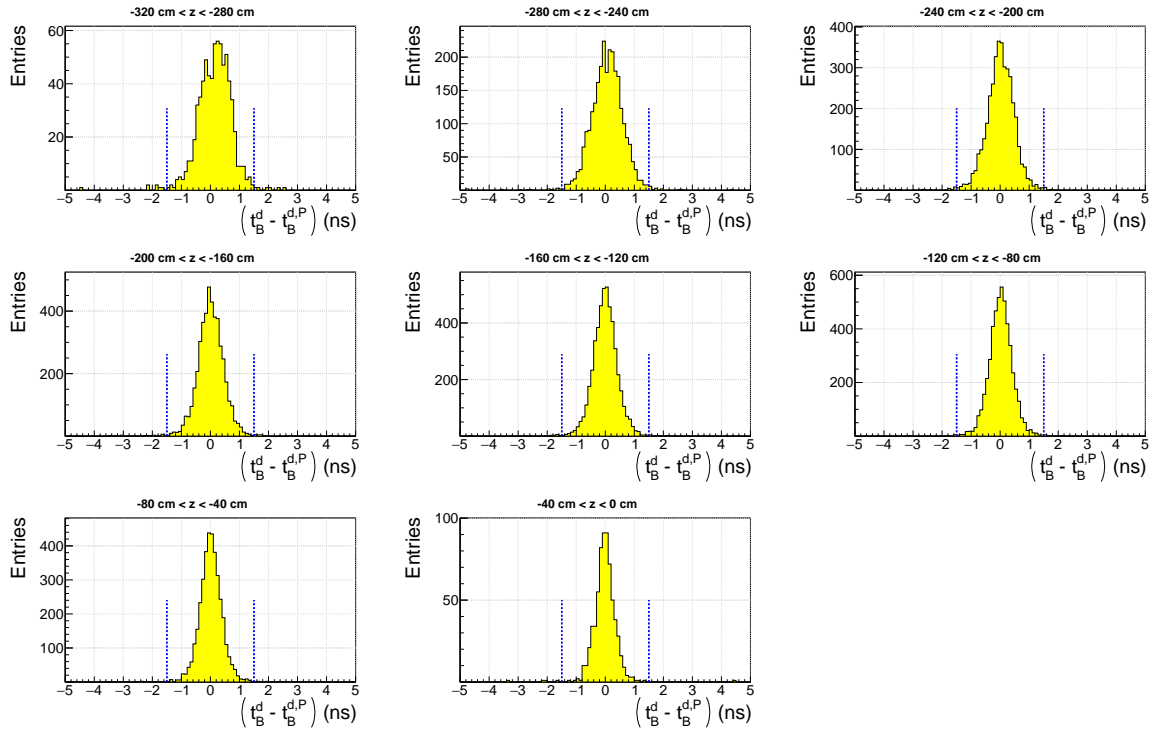 -320 cm < z < -280 cm
Entries
60
40
20
−5 −4 −3 −2 −1 0 1 2 3 4 5
(t_B^d - t_B^{d,P}) (ns)
-280 cm < z < -240 cm
Entries
200
150
100
50
−5 −4 −3 −2 −1 0 1 2 3 4 5
(t_B^d - t_B^{d,P}) (ns)
-240 cm < z < -200 cm
Entries
400
300
200
100
−5 −4 −3 −2 −1 0 1 2 3 4 5
(t_B^d - t_B^{d,P}) (ns)
-200 cm < z < -160 cm
Entries
400
200
−5 −4 −3 −2 −1 0 1 2 3 4 5
(t_B^d - t_B^{d,P}) (ns)
-160 cm < z < -120 cm
Entries
400
200
−5 −4 −3 −2 −1 0 1 2 3 4 5
(t_B^d - t_B^{d,P}) (ns)
-120 cm < z < -80 cm
Entries
600
400
200
−5 −4 −3 −2 −1 0 1 2 3 4 5
(t_B^d - t_B^{d,P}) (ns)
-80 cm < z < -40 cm
Entries
400
300
200
100
−5 −4 −3 −2 −1 0 1 2 3 4 5
(t_B^d - t_B^{d,P}) (ns)
-40 cm < z < 0 cm
Entries
100
50
−5 −4 −3 −2 −1 0 1 2 3 4 5
(t_B^d - t_B^{d,P}) (ns)